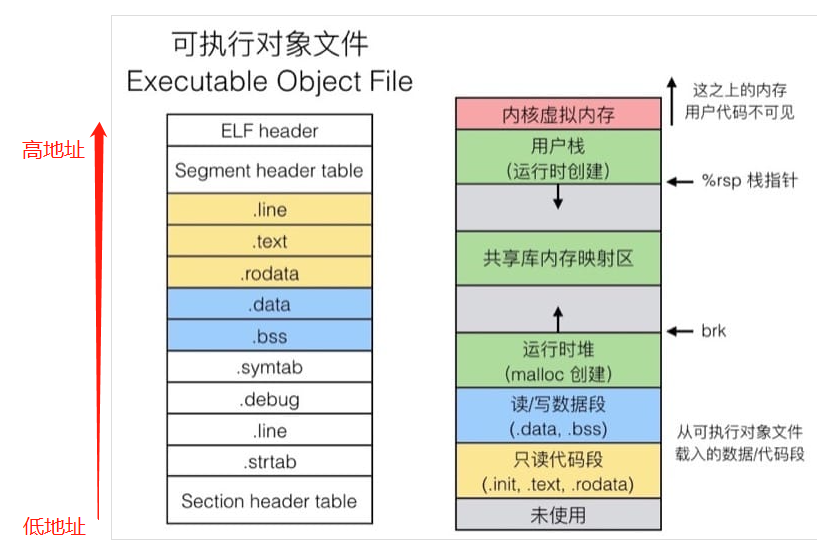 可执行对象文件
Executable Object File
高地址
低地址
ELF header
Segment header table
.line
.text
.rodata
.data
.bss
.symtab
.debug
.line
.strtab
Section header table
内核虚拟内存
用户栈
(运行时创建)
共享库内存映射区
运行时堆
(malloc 创建)
读/写数据段
(.data, .bss)
只读代码段
(.init, .text, .rodata)
未使用
这之上的内存
用户代码不可见
%rsp 栈指针
brk
从可执行对象文件
载入的数据/代码段